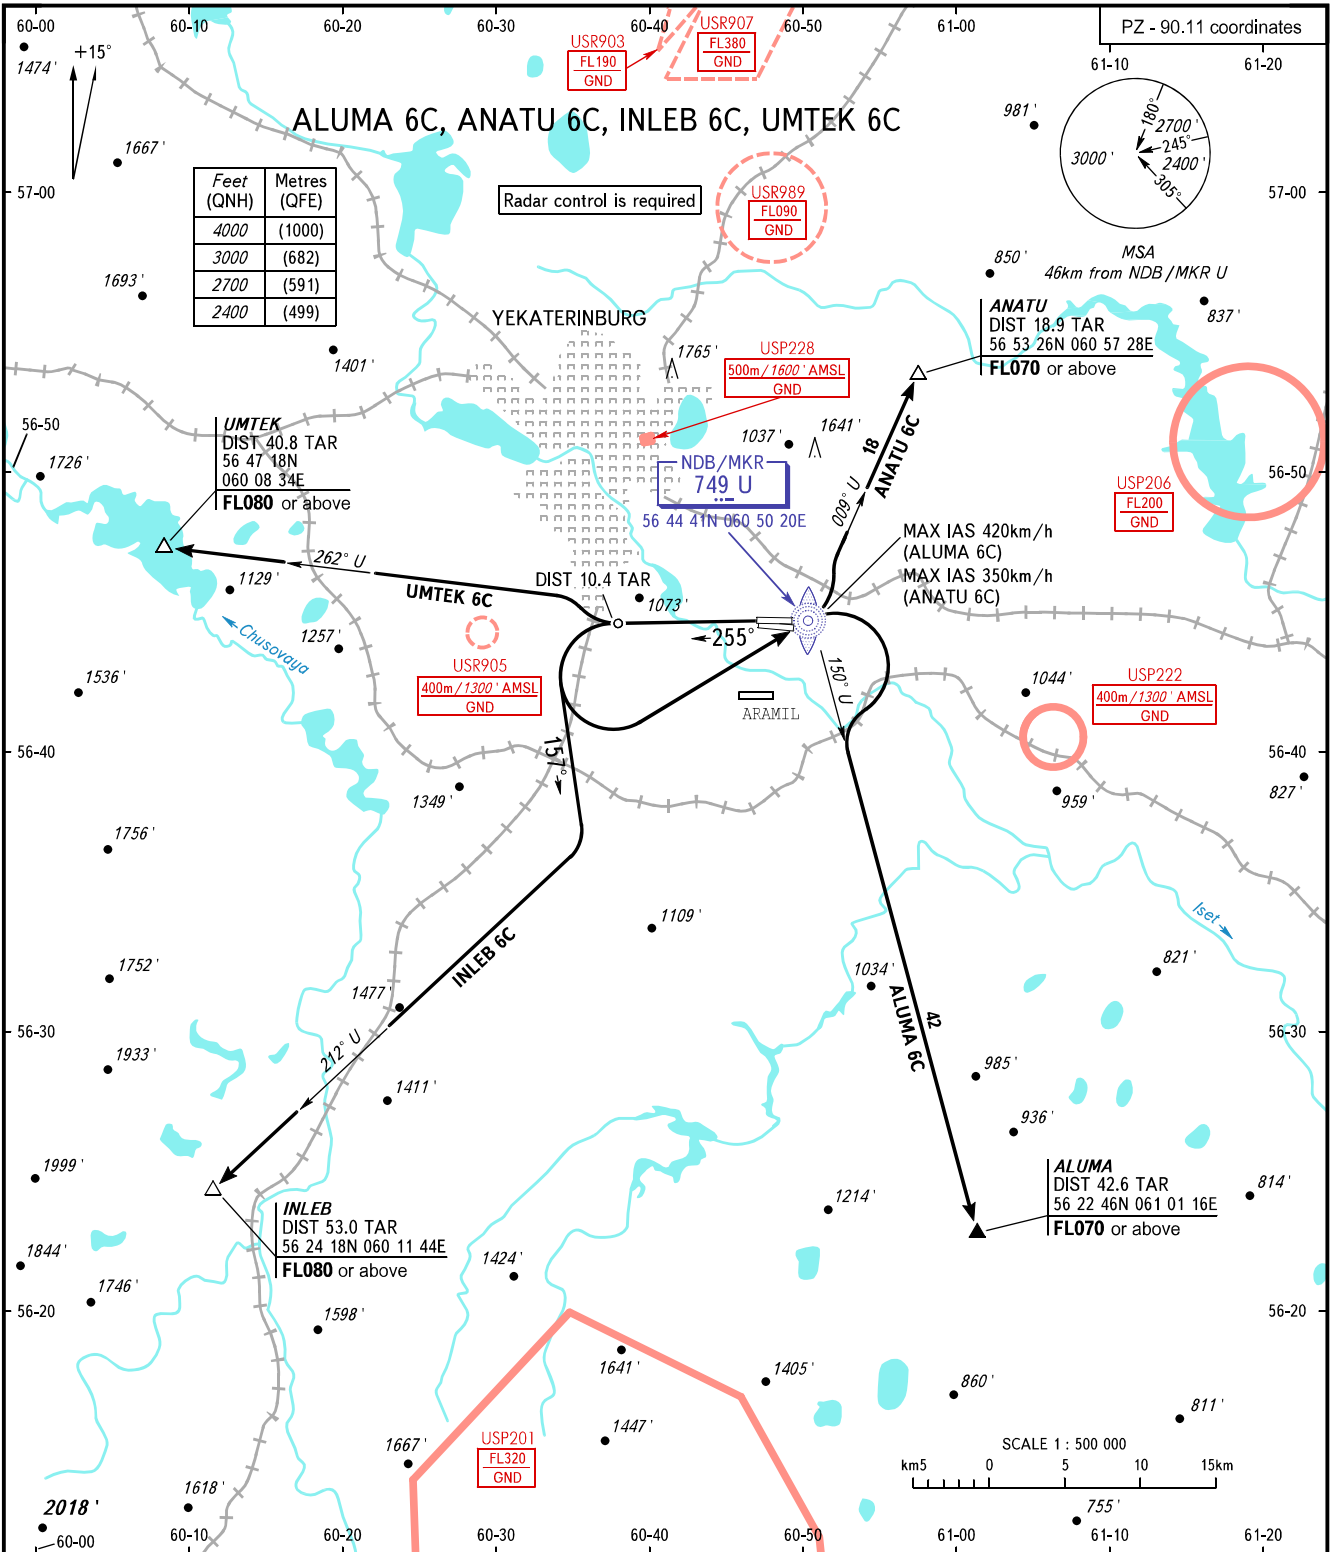 60-10
60-20
60-30
60-40
60-50
61-00
PZ - 90.11 coordinates
61-10
61-20
1474'
+15°
USR903
FL190
GND
USR907
FL380
GND
ALUMA 6C, ANATU 6C, INLEB 6C, UMTEK 6C
981'
180°
2700'
245°
3000'
2400'
305°
1667'
57-00
57-00
Feet
(QNH)
Metres
(QFE)
4000
(1000)
3000
(682)
2700
(591)
2400
(499)
Radar control is required
USR989
FL090
GND
MSA
46km from NDB/MKR U
850'
837'
1693'
1401'
YEKATERINBURG
1765'
USP228
500m/1600' AMSL
GND
ANATU
DIST 18.9 TAR
56 53 26N 060 57 28E
FL070 or above
UMTEK
DIST 40.8 TAR
56 47 18N
060 08 34E
FL080 or above
56-50
1726'
1037'
1641'
18
ANATU 6C
009° U
NDB/MKR
749 U
56 44 41N 060 50 20E
56-50
USP206
FL200
GND
MAX IAS 420km/h
(ALUMA 6C)
MAX IAS 350km/h
(ANATU 6C)
262° U
UMTEK 6C
DIST 10.4 TAR
1129'
1073'
255°
Chusovaya
1257'
USR905
400m/1300' AMSL
GND
150° U
ARAMIL
1536'
1044'
USP222
400m/1300' AMSL
GND
56-40
157°
56-40
1349'
959'
827'
1756'
1109'
INLEB 6C
Iset
1752'
1477'
1034'
821'
42
ALUMA 6C
56-30
56-30
212° U
1933'
1411'
985'
936'
1999'
ALUMA
DIST 42.6 TAR
56 22 46N 061 01 16E
FL070 or above
814'
1214'
INLEB
DIST 53.0 TAR
56 24 18N 060 11 44E
FL080 or above
1844'
1746'
1424'
56-20
56-20
1598'
1641'
1405'
860'
811'
1447'
1667'
USP201
FL320
GND
SCALE 1 : 500 000
km5
0
5
10
15km
1618'
2018'
755'
60-00
60-10
60-20
60-30
60-40
60-50
61-00
61-10
61-20